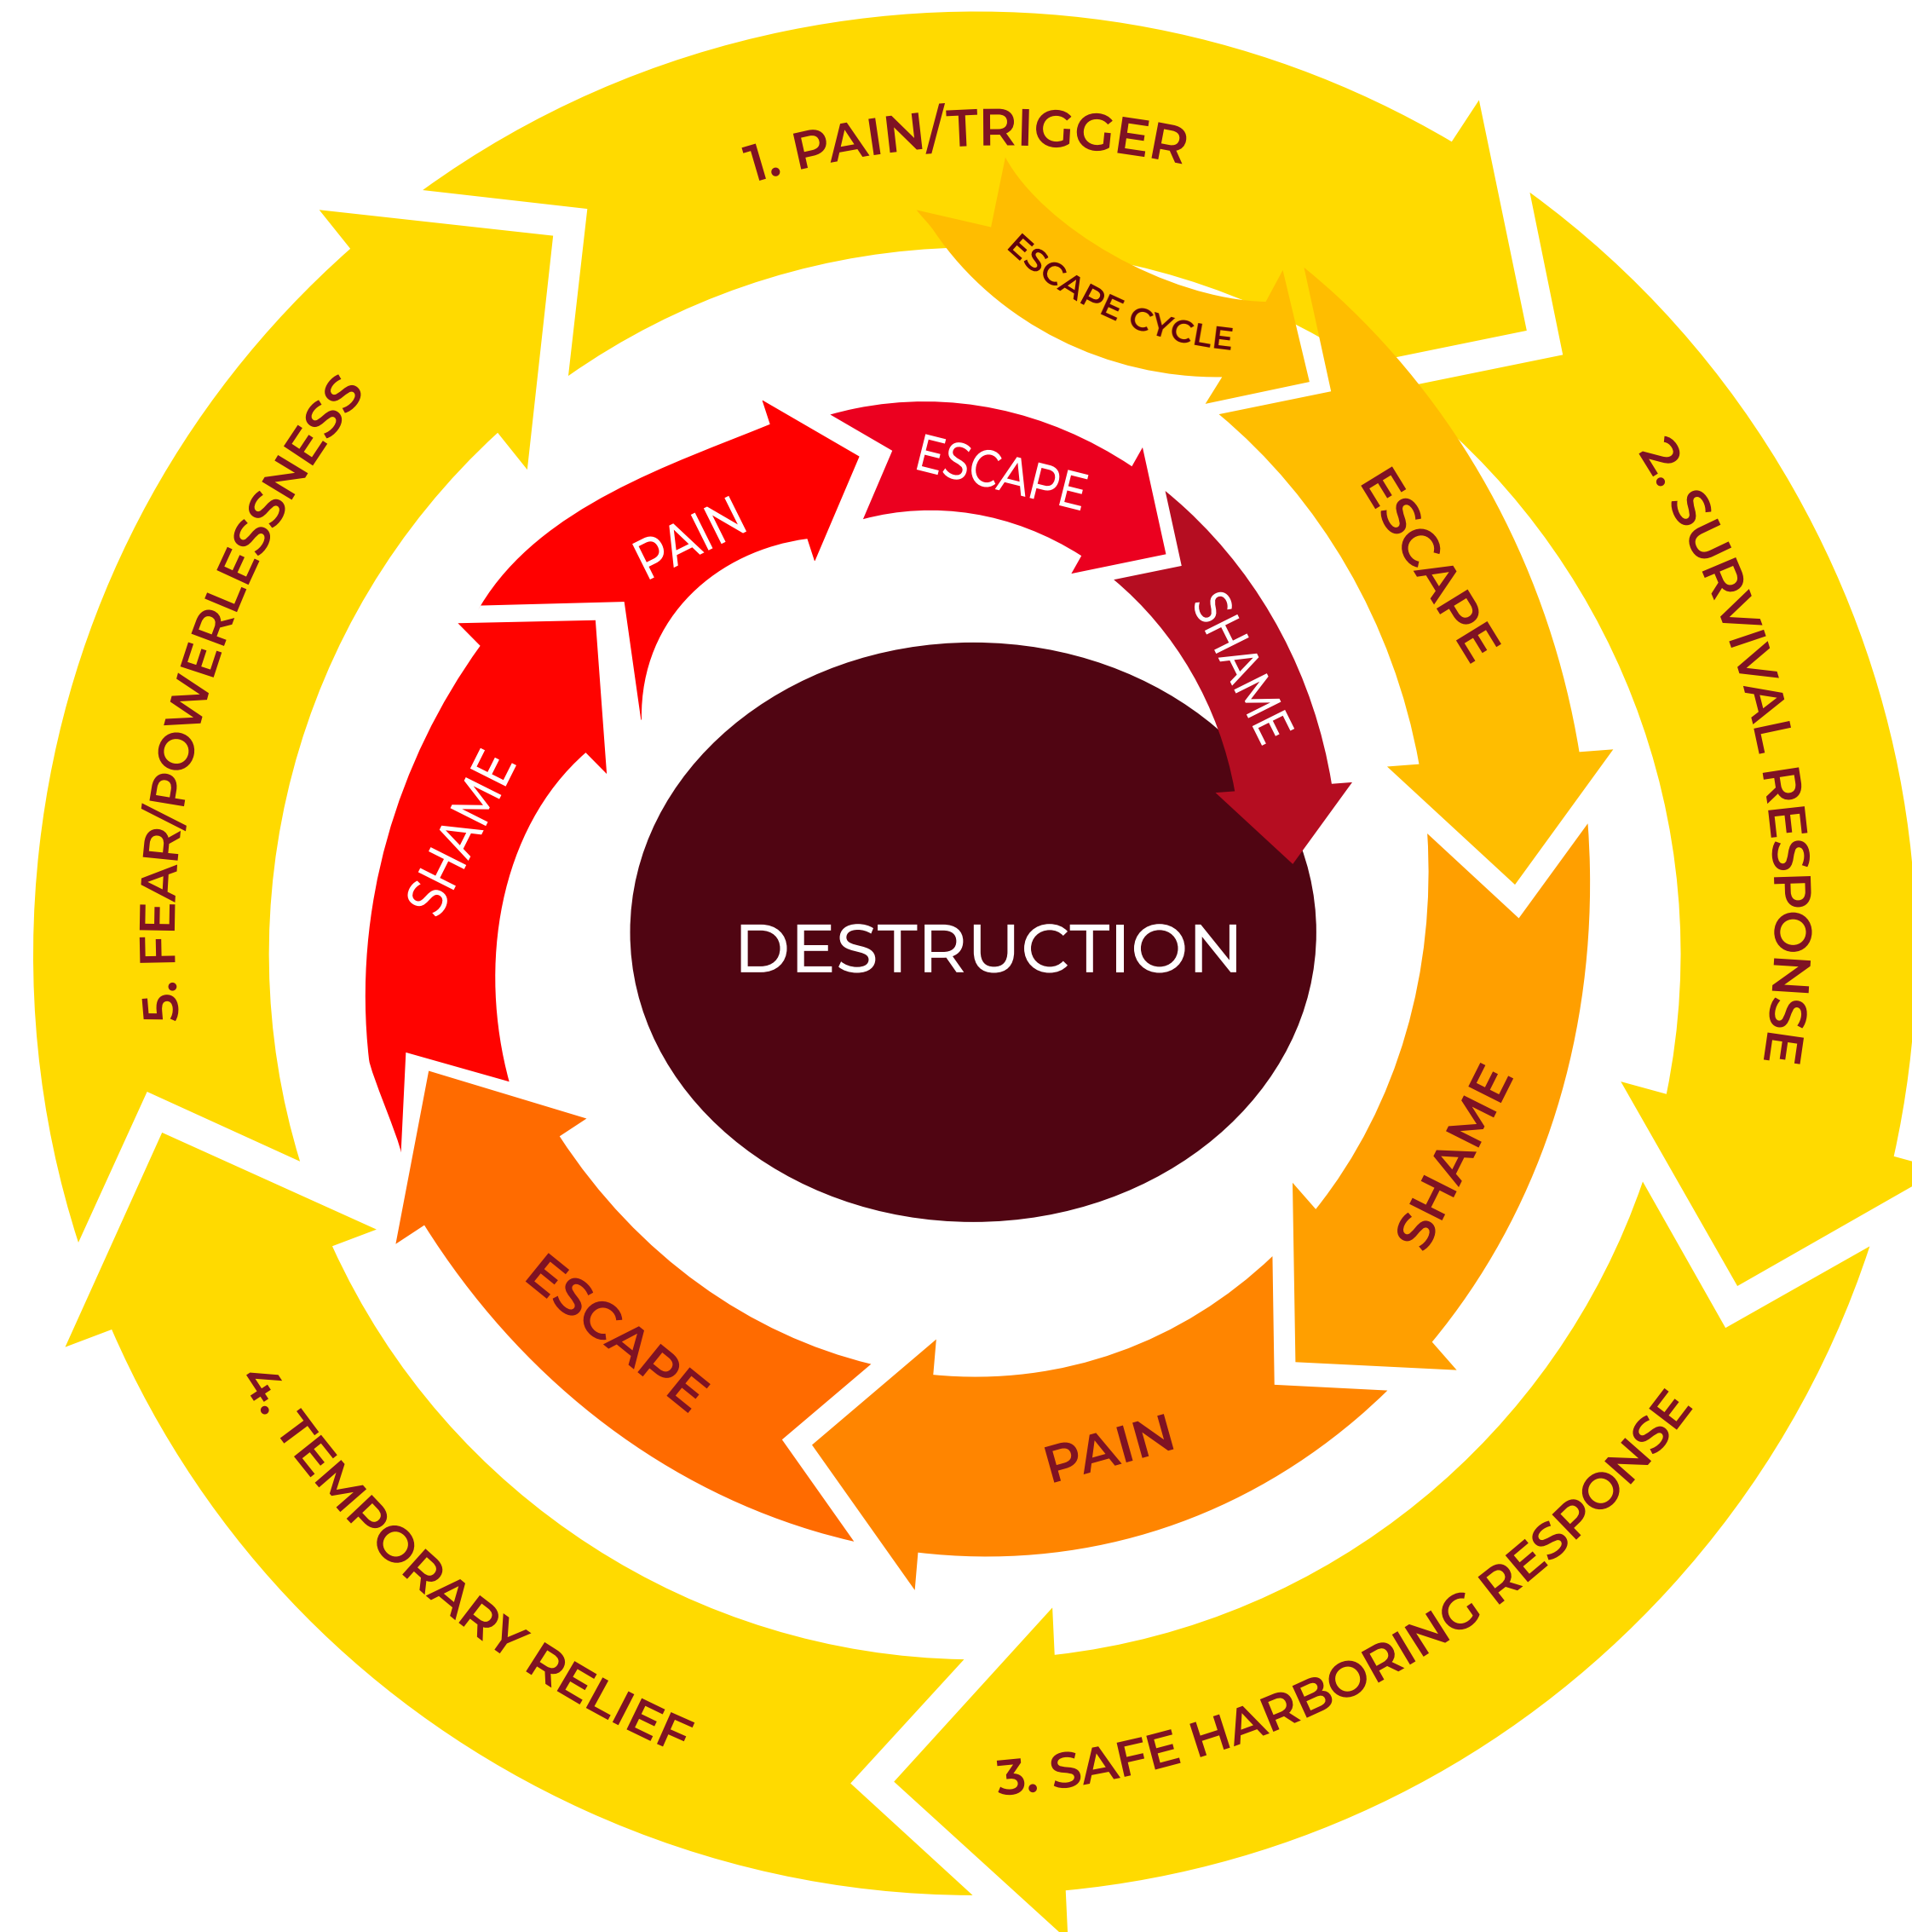 1. PAIN/TRIGGER
2. SURVIVAL RESPONSE
3. SAFE HARBORING RESPONSE
4. TEMPORARY RELIEF
5. FEAR/POWERLESSNESS
ESCAPE CYCLE
ESCAPE
SHAME
PAIN
ESCAPE
SHAME
PAIN
ESCAPE
SHAME
DESTRUCTION